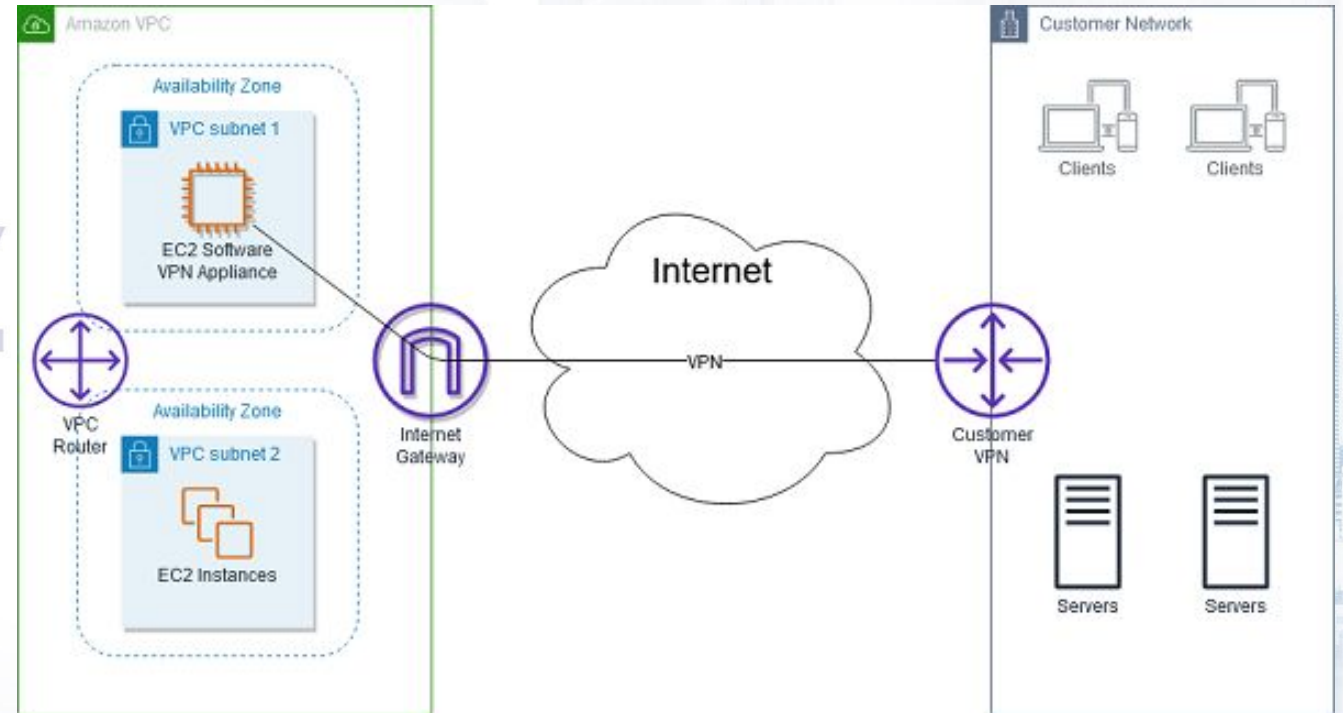 Amazon VPC
Customer Network
Availability Zone
VPC subnet 1
EC2 Software
VPN Appliance
Clients
Clients
Internet
VPN
VPC
Router
Internet
Gateway
Customer
VPN
Availability Zone
VPC subnet 2
EC2 Instances
Servers
Servers